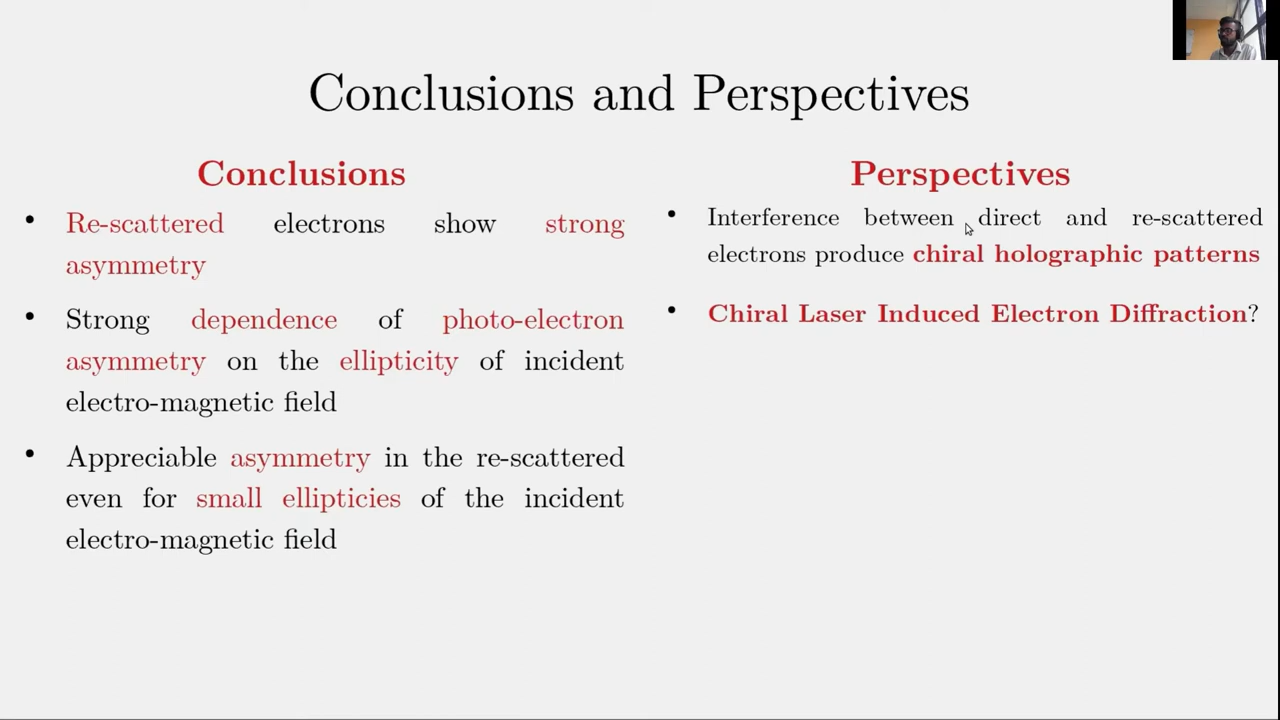 Conclusions and Perspectives
Conclusions
• Re-scattered electrons show strong
asymmetry
• Strong dependence of photo-electron
asymmetry on the ellipticity of incident
electro-magnetic field
• Appreciable asymmetry in the re-scattered
even for small ellipticies of the incident
electro-magnetic field
Perspectives
• Interference between direct and re-scattered
electrons produce chiral holographic patterns
• Chiral Laser Induced Electron Diffraction?